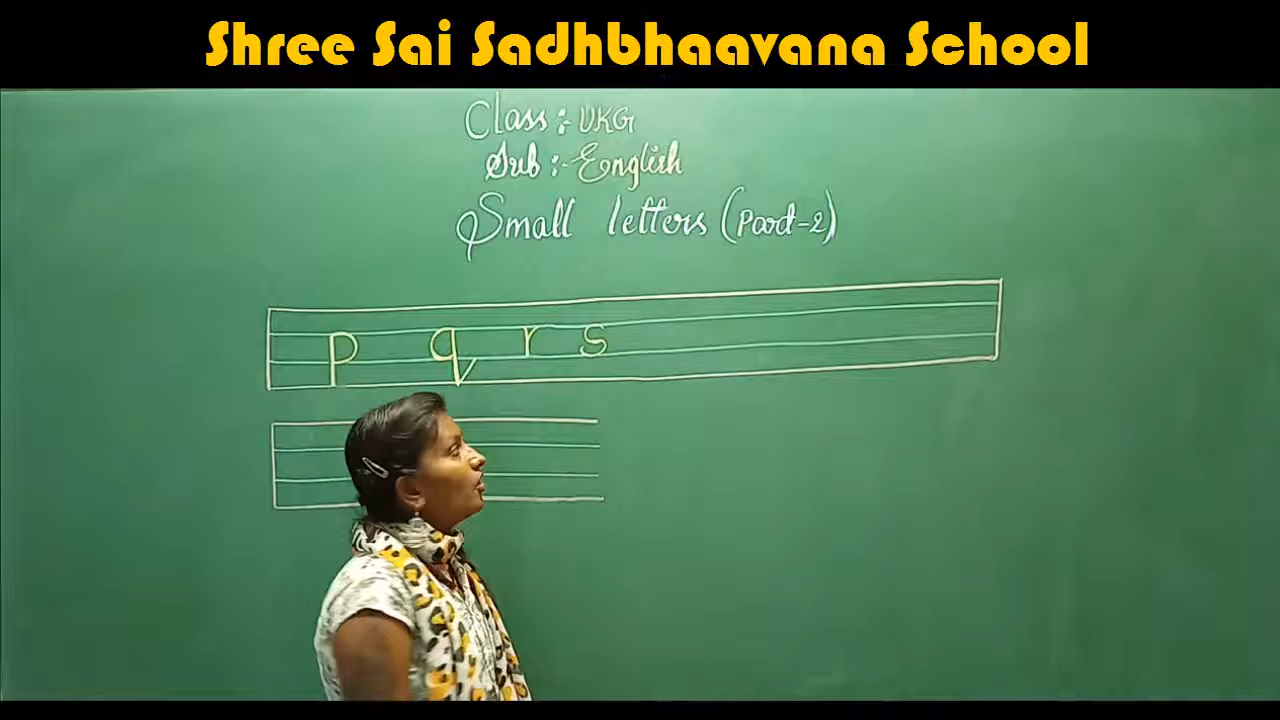 Shree Sai Sadhbhaavana School
Class :- UKG
Sub :- English
Small letters (Part-2)
p q r s